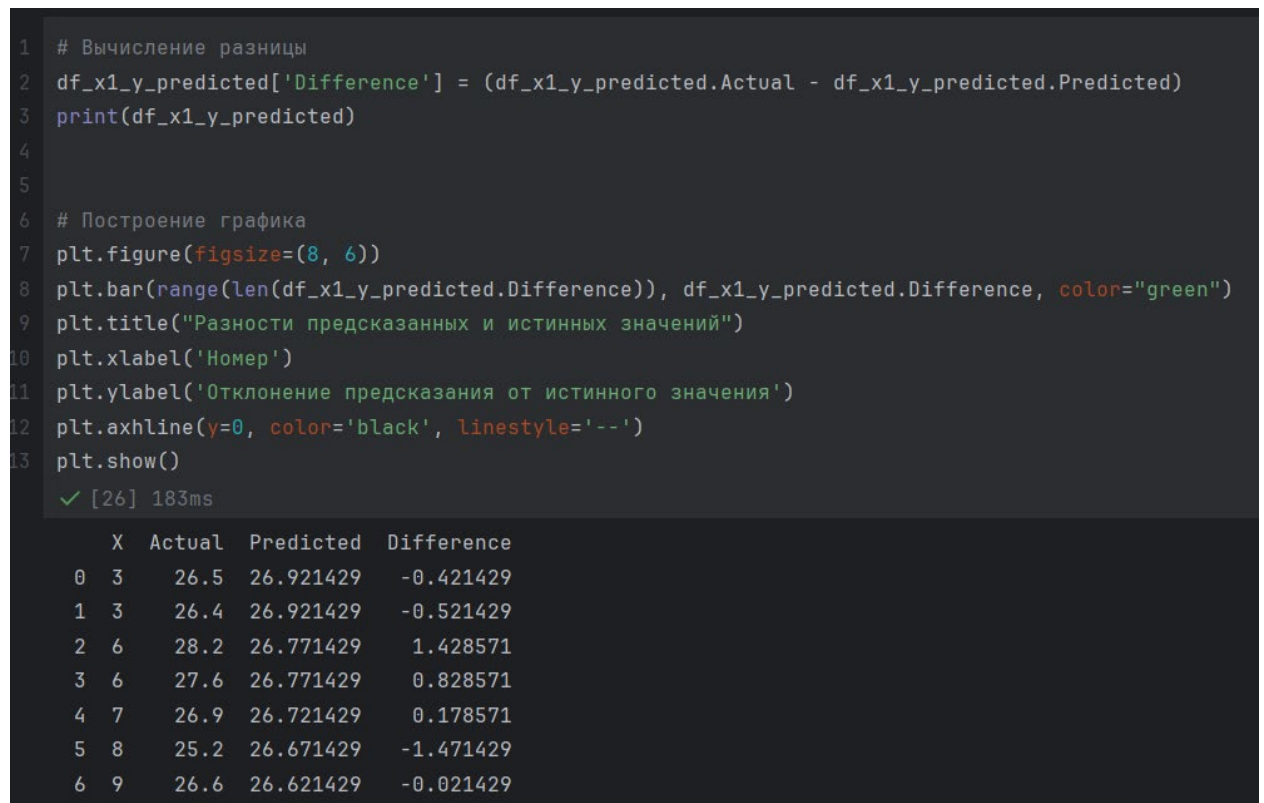 1 # Вычисление разницы
2 df_x1_y_predicted['Difference'] = (df_x1_y_predicted.Actual - df_x1_y_predicted.Predicted)
3 print(df_x1_y_predicted)
4
5
6 # Построение графика
7 plt.figure(figsize=(8, 6))
8 plt.bar(range(len(df_x1_y_predicted.Difference)), df_x1_y_predicted.Difference, color="green")
9 plt.title("Разности предсказанных и истинных значений")
10 plt.xlabel('Номер')
11 plt.ylabel('Отклонение предсказания от истинного значения')
12 plt.axhline(y=0, color='black', linestyle='--')
13 plt.show()
✓ [26] 183ms
X Actual Predicted Difference
0 3 26.5 26.921429 -0.421429
1 3 26.4 26.921429 -0.521429
2 6 28.2 26.771429 1.428571
3 6 27.6 26.771429 0.828571
4 7 26.9 26.721429 0.178571
5 8 25.2 26.671429 -1.471429
6 9 26.6 26.621429 -0.021429